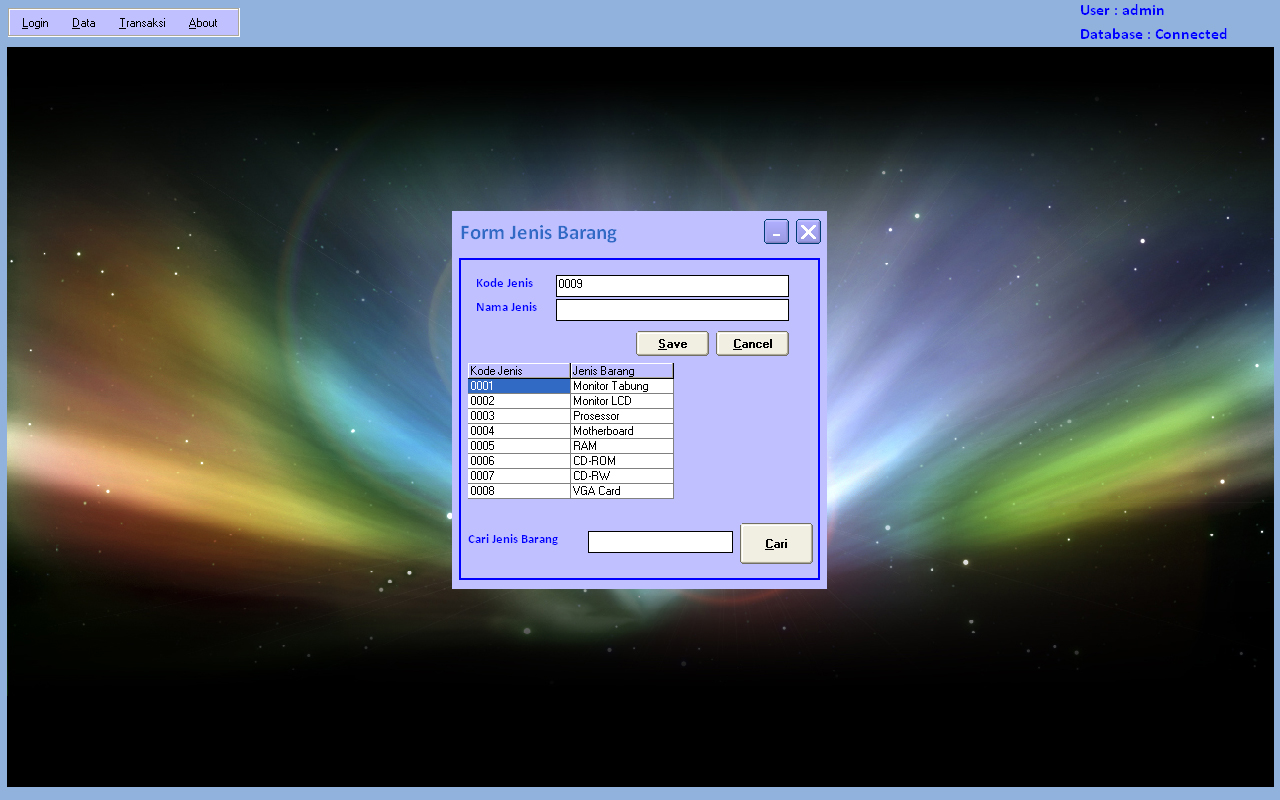 Login Data Transaksi About
User : admin
Database : Connected
Form Jenis Barang
Kode Jenis 0009
Nama Jenis
Save Cancel
Kode Jenis Jenis Barang
0001 Monitor Tabung
0002 Monitor LCD
0003 Prosessor
0004 Motherboard
0005 RAM
0006 CD-ROM
0007 CD-RW
0008 VGA Card
Cari Jenis Barang Cari